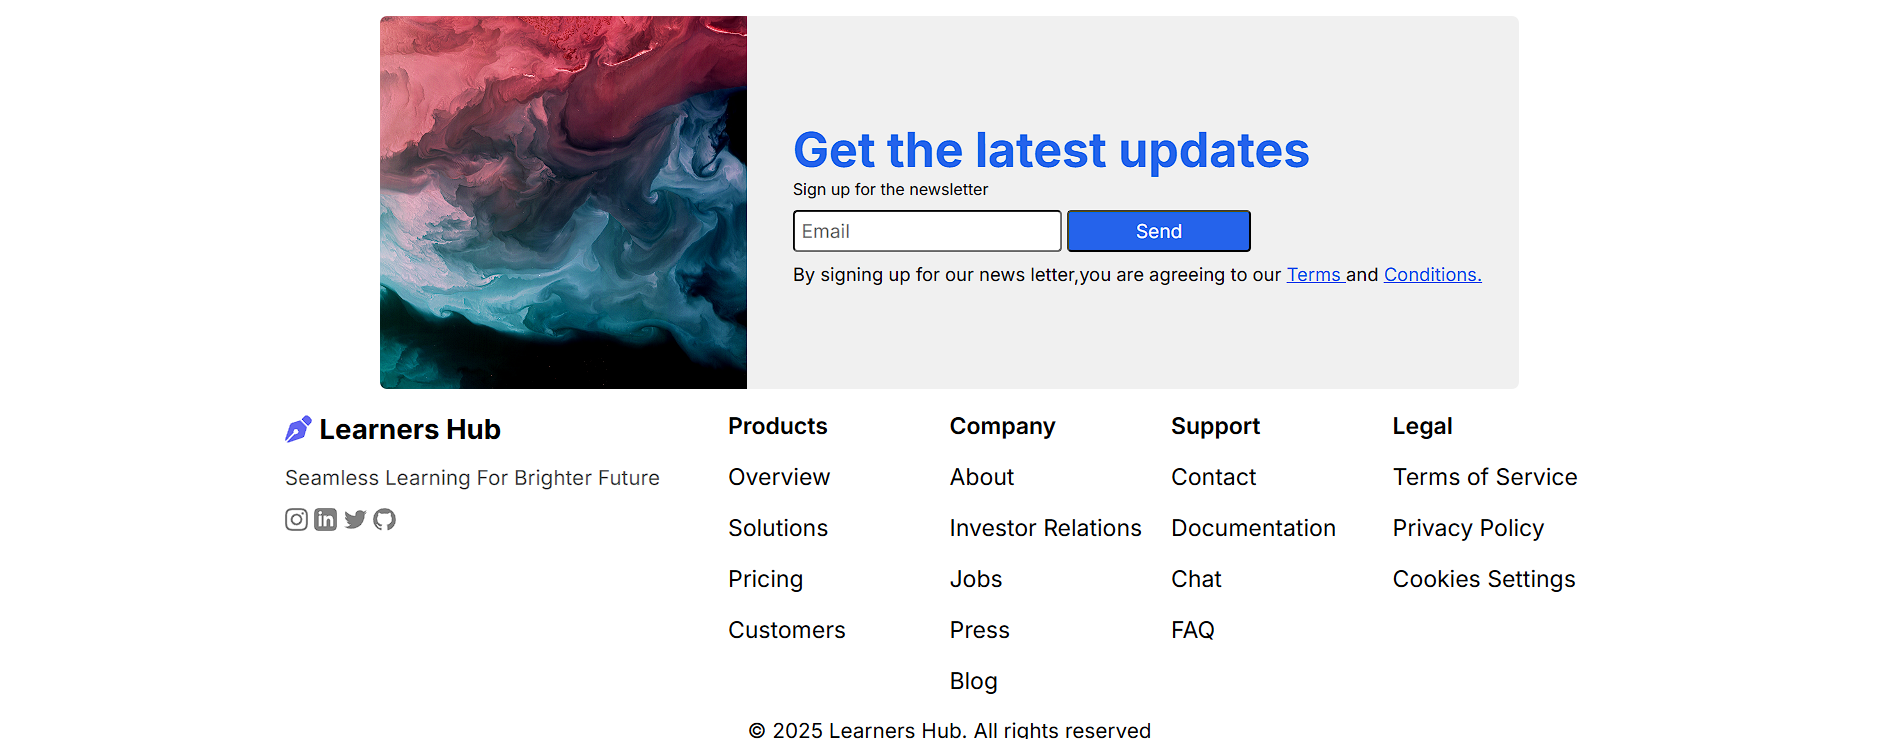 Get the latest updates
Sign up for the newsletter
Email
Send
By signing up for our news letter,you are agreeing to our Terms and Conditions.
Learners Hub
Seamless Learning For Brighter Future
Products
Overview
Solutions
Pricing
Customers
Company
About
Investor Relations
Jobs
Press
Blog
Support
Contact
Documentation
Chat
FAQ
Legal
Terms of Service
Privacy Policy
Cookies Settings
© 2025 Learners Hub. All rights reserved